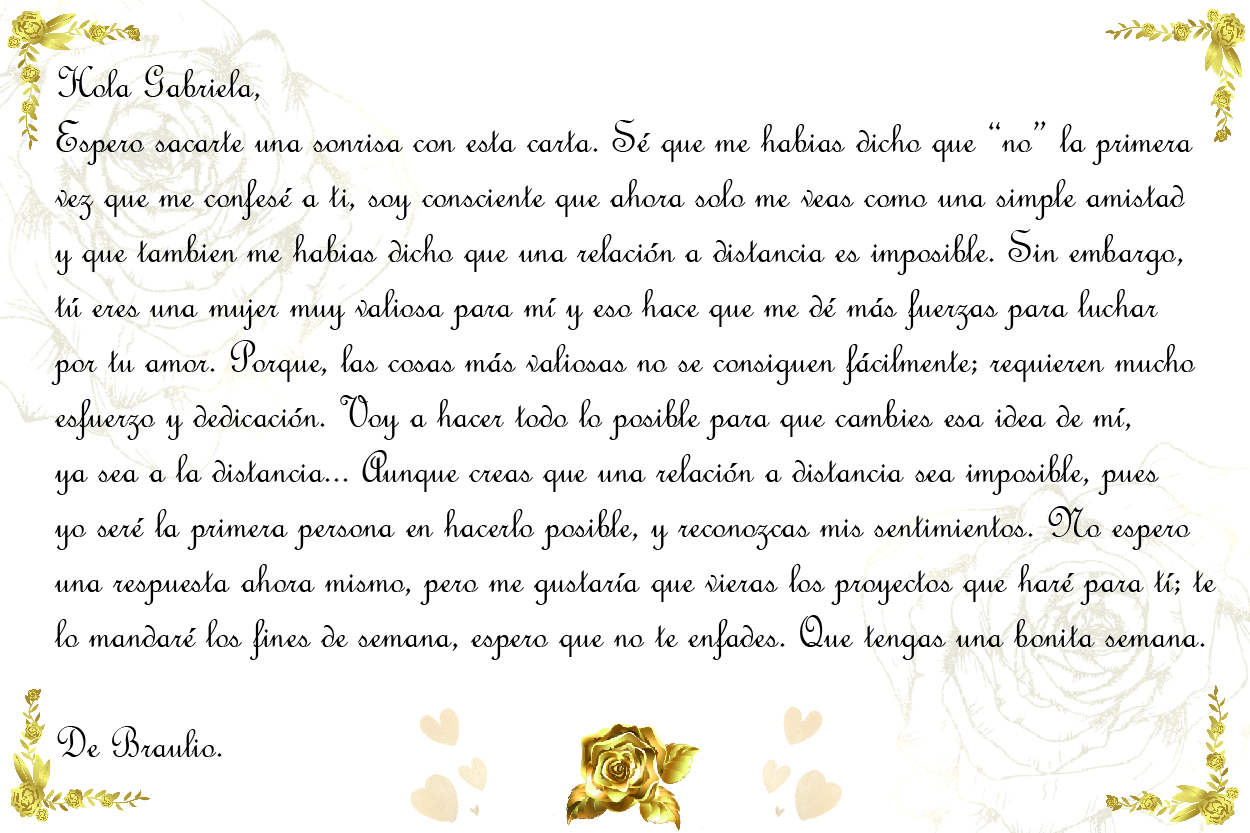 Hola Gabriela,
Espero sacarte una sonrisa con esta carta. Sé que me habias dicho que “no” la primera
vez que me confesé a ti, soy consciente que ahora solo me veas como una simple amistad
y que tambien me habias dicho que una relación a distancia es imposible. Sin embargo,
tú eres una mujer muy valiosa para mí y eso hace que me dé más fuerzas para luchar
por tu amor. Porque, las cosas más valiosas no se consiguen fácilmente; requieren mucho
esfuerzo y dedicación. Voy a hacer todo lo posible para que cambies esa idea de mí,
ya sea a la distancia... Aunque creas que una relación a distancia sea imposible, pues
yo seré la primera persona en hacerlo posible, y reconozcas mis sentimientos. No espero
una respuesta ahora mismo, pero me gustaría que vieras los proyectos que haré para tí; te
lo mandaré los fines de semana, espero que no te enfades. Que tengas una bonita semana.
De Braulio.